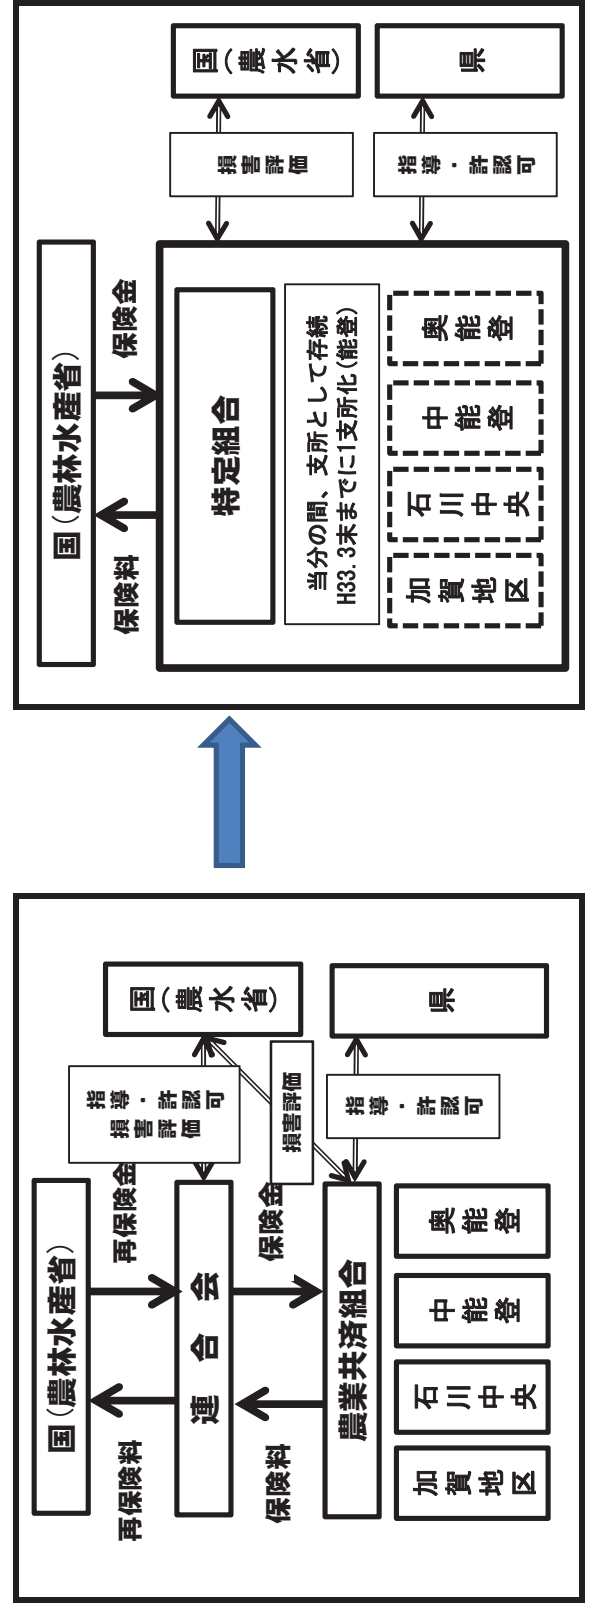 国(農林水産省)
再保険料
再保険金
指導・許認可
損害評価
国(農水省)
連合会
保険料
保険金
損害評価
農業共済組合
指導・許認可
県
加賀地区
石川中央
中能登
奥能登
国(農林水産省)
保険料
保険金
特定組合
損害評価
国(農水省)
当分の間、支所として存続
H33.3末までに1支所化(能登)
指導・許認可
県
加賀地区
石川中央
中能登
奥能登